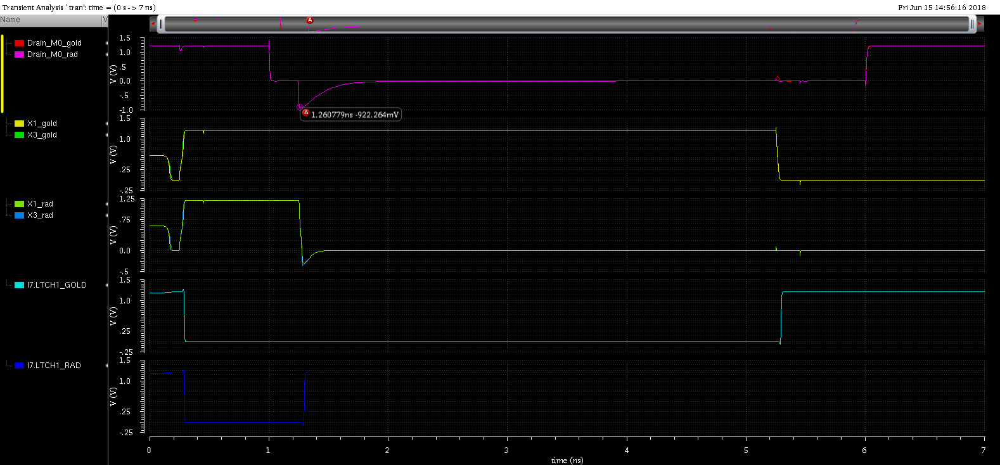 Transient Analysis `tran': time = (0 s -> 7 ns)
Fri Jun 15 14:56:16 2018
Name
V
A
Drain_M0_gold
Drain_M0_rad
V (V)
1.5
1.0
.5
0.0
-.5
-1.0
A 1.260779ns -922.264mV
X1_gold
X3_gold
V (V)
1.5
1.0
.25
-.25
X1_rad
X3_rad
V (V)
1.25
.75
0.0
-.5
I7.LTCH1_GOLD
V (V)
1.5
1.0
.25
-.25
I7.LTCH1_RAD
V (V)
1.5
1.0
.25
-.25
0 1 2 3 4 5 6 7
time (ns)